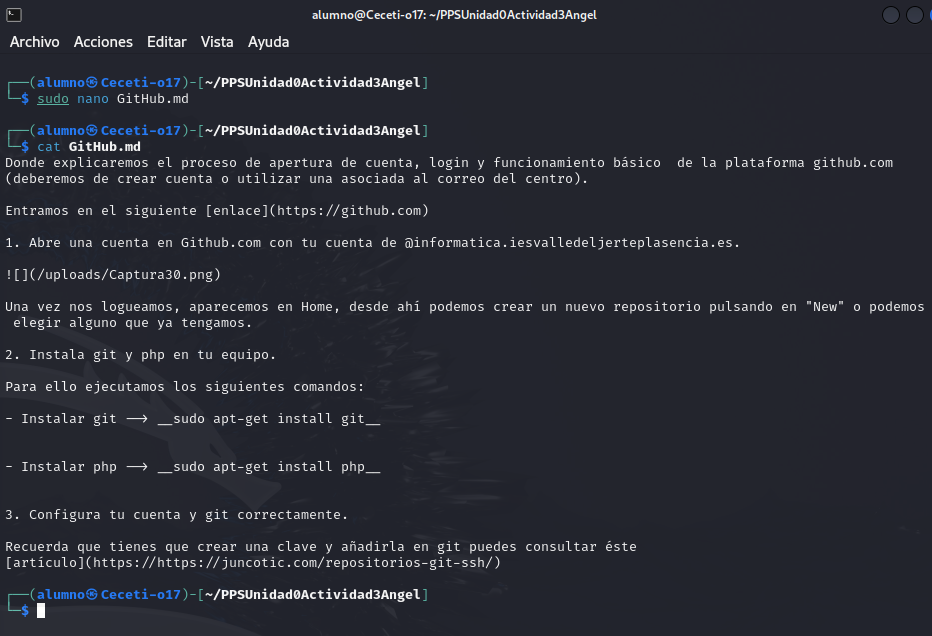 alumno@Ceceti-o17: ~/PPSUnidad0Actividad3Angel
Archivo Acciones Editar Vista Ayuda
┌──(alumno㉿Ceceti-o17)-[~/PPSUnidad0Actividad3Angel]
└─$ sudo nano GitHub.md
┌──(alumno㉿Ceceti-o17)-[~/PPSUnidad0Actividad3Angel]
└─$ cat GitHub.md
Donde explicaremos el proceso de apertura de cuenta, login y funcionamiento básico  de la plataforma github.com
(deberemos de crear cuenta o utilizar una asociada al correo del centro).
Entramos en el siguiente [enlace](https://github.com)
1. Abre una cuenta en Github.com con tu cuenta de @informatica.iesvalledeljerteplasencia.es.
![](/uploads/Captura30.png)
Una vez nos logueamos, aparecemos en Home, desde ahí podemos crear un nuevo repositorio pulsando en "New" o podemos
elegir alguno que ya tengamos.
2. Instala git y php en tu equipo.
Para ello ejecutamos los siguientes comandos:
- Instalar git --> __sudo apt-get install git__
- Instalar php --> __sudo apt-get install php__
3. Configura tu cuenta y git correctamente.
Recuerda que tienes que crear una clave y añadirla en git puedes consultar éste
[artículo](https://https://juncotic.com/repositorios-git-ssh/)
┌──(alumno㉿Ceceti-o17)-[~/PPSUnidad0Actividad3Angel]
└─$